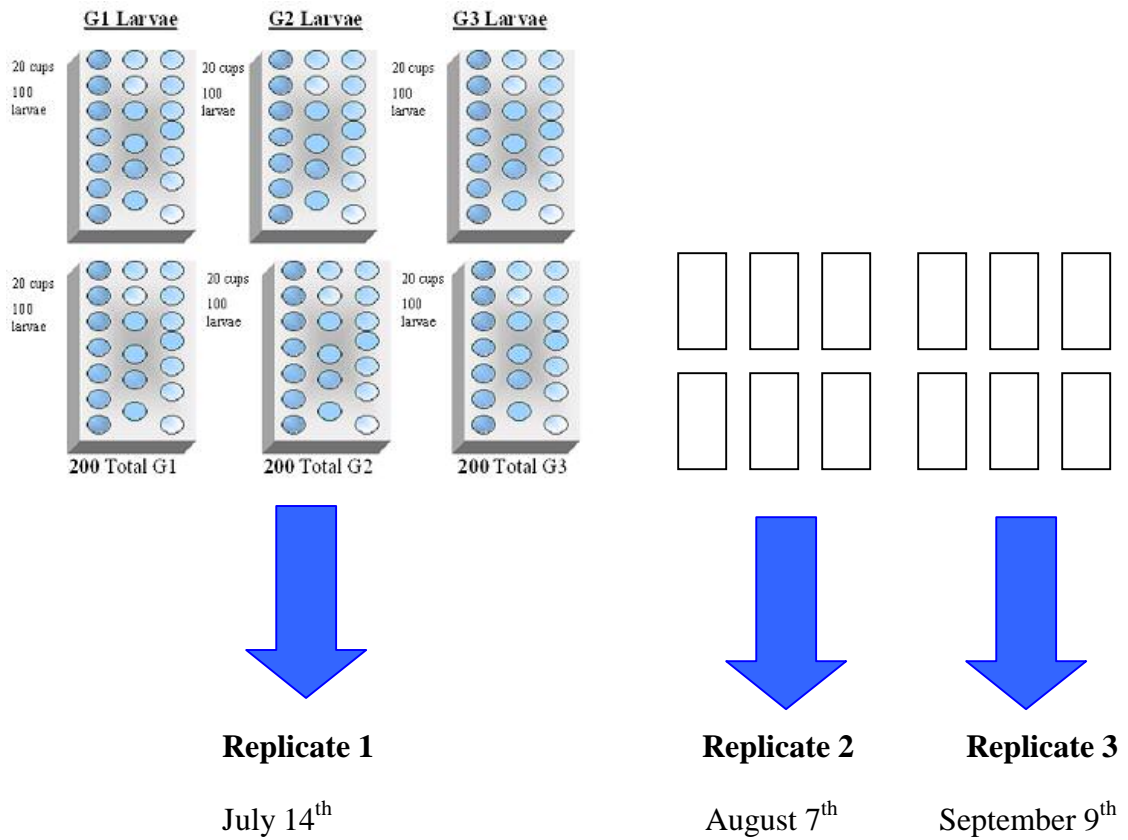 G1 Larvae
G2 Larvae
G3 Larvae
20 cups
100
larvae
20 cups
100
larvae
20 cups
100
larvae
20 cups
100
larvae
20 cups
100
larvae
20 cups
100
larvae
200 Total G1
200 Total G2
200 Total G3
Replicate 1
Replicate 2
Replicate 3
July 14th
August 7th
September 9th